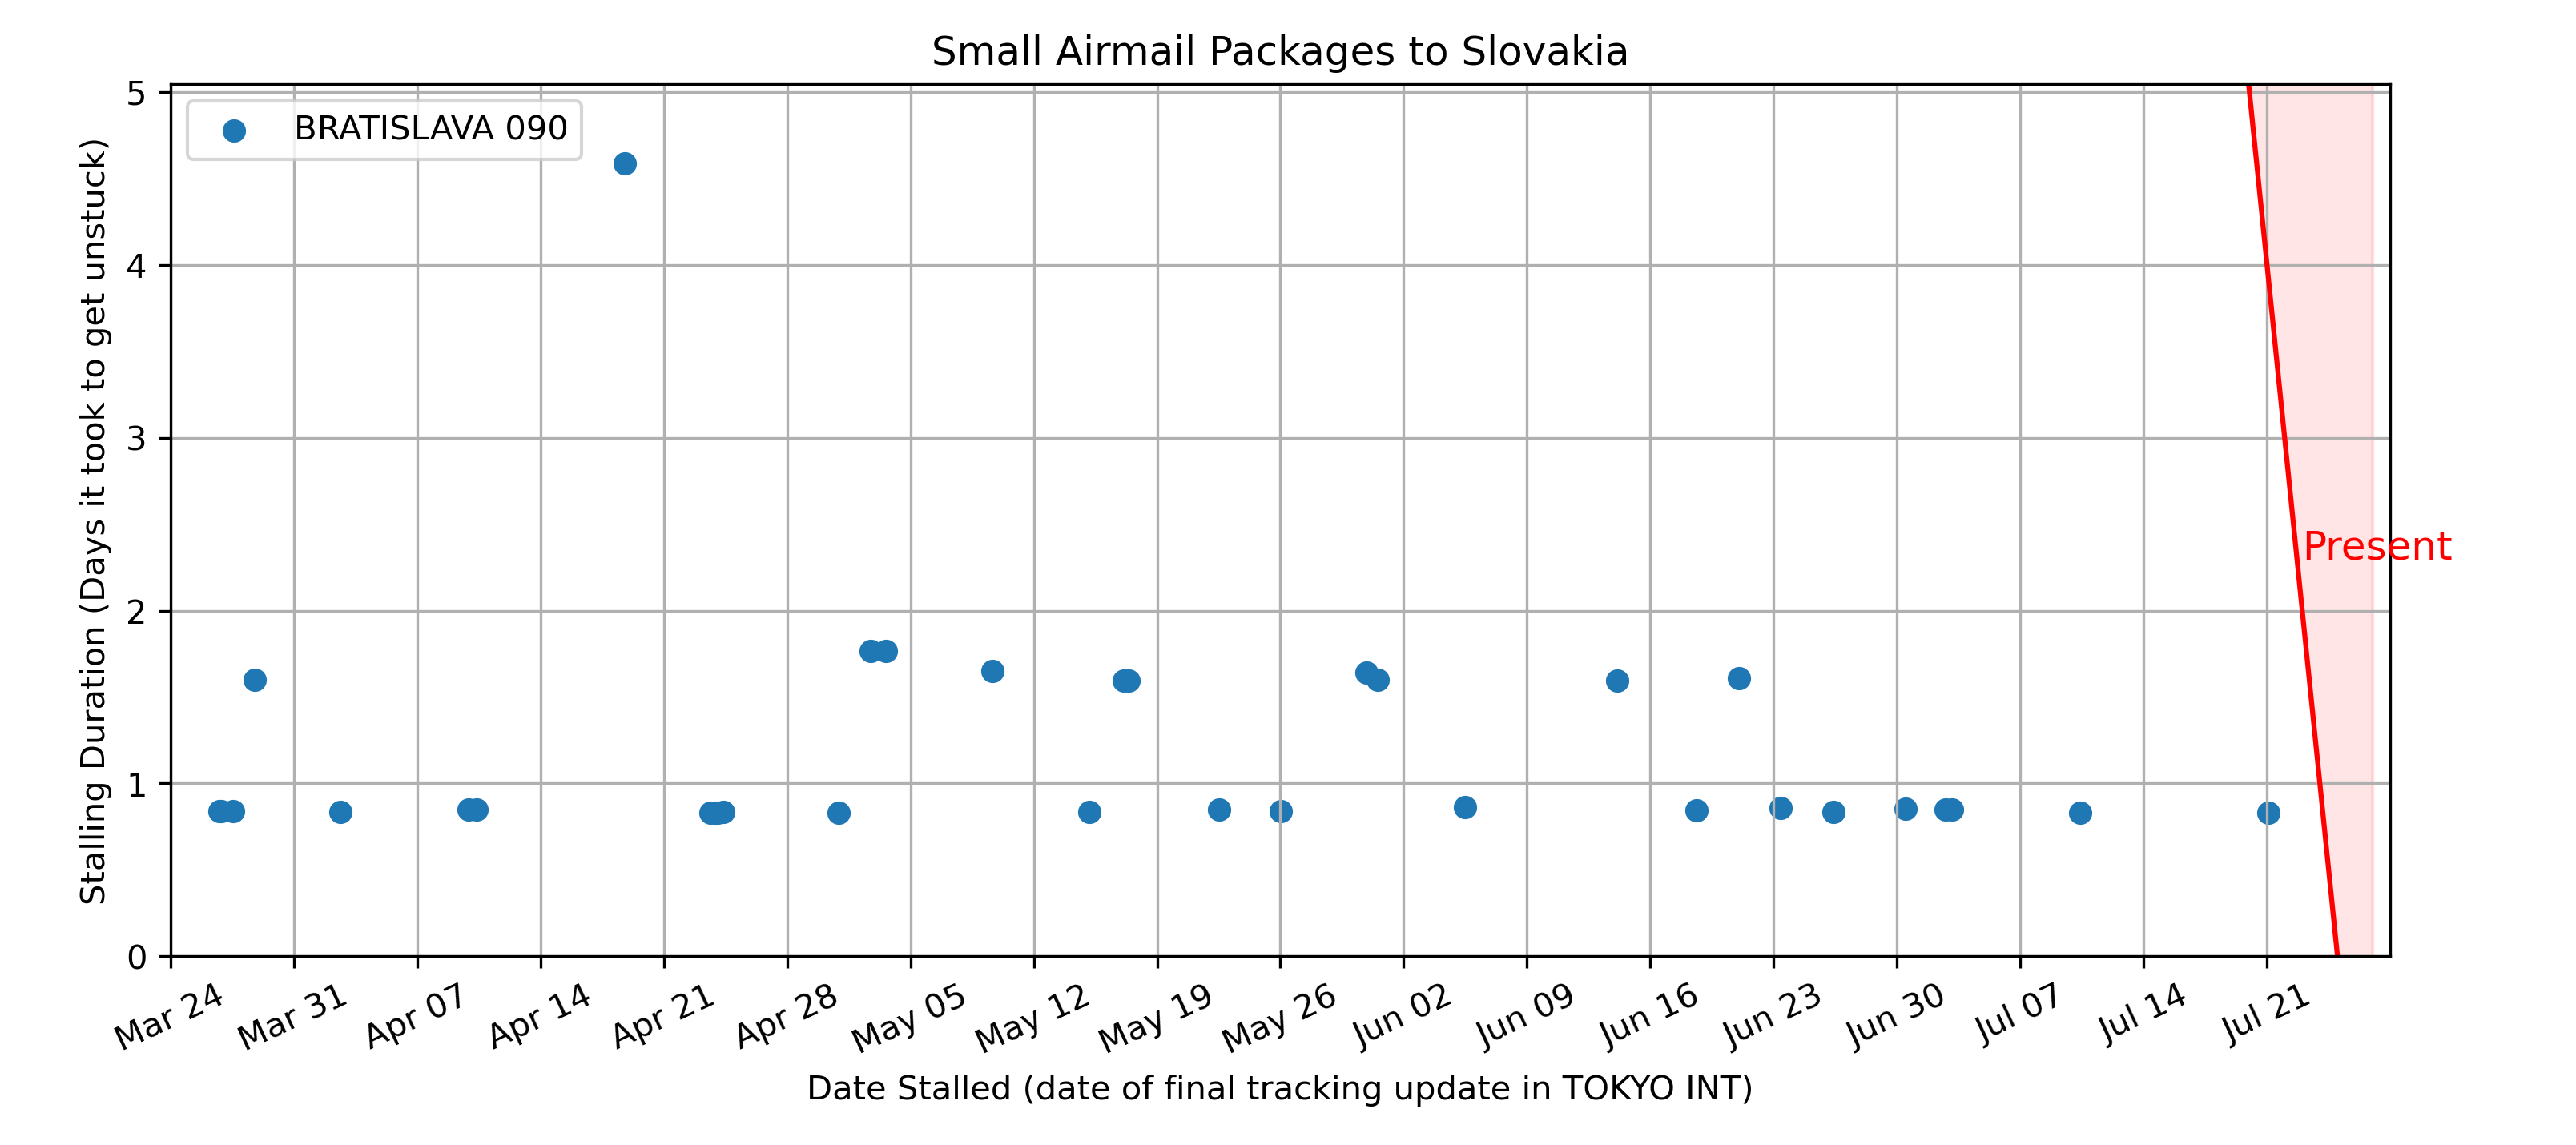 Small Airmail Packages to Slovakia
BRATISLAVA 090
Stalling Duration (Days it took to get unstuck)
5
4
3
2
1
0
Present
Mar 24
Mar 31
Apr 07
Apr 14
Apr 21
Apr 28
May 05
May 12
May 19
May 26
Jun 02
Jun 09
Jun 16
Jun 23
Jun 30
Jul 07
Jul 14
Jul 21
Date Stalled (date of final tracking update in TOKYO INT)